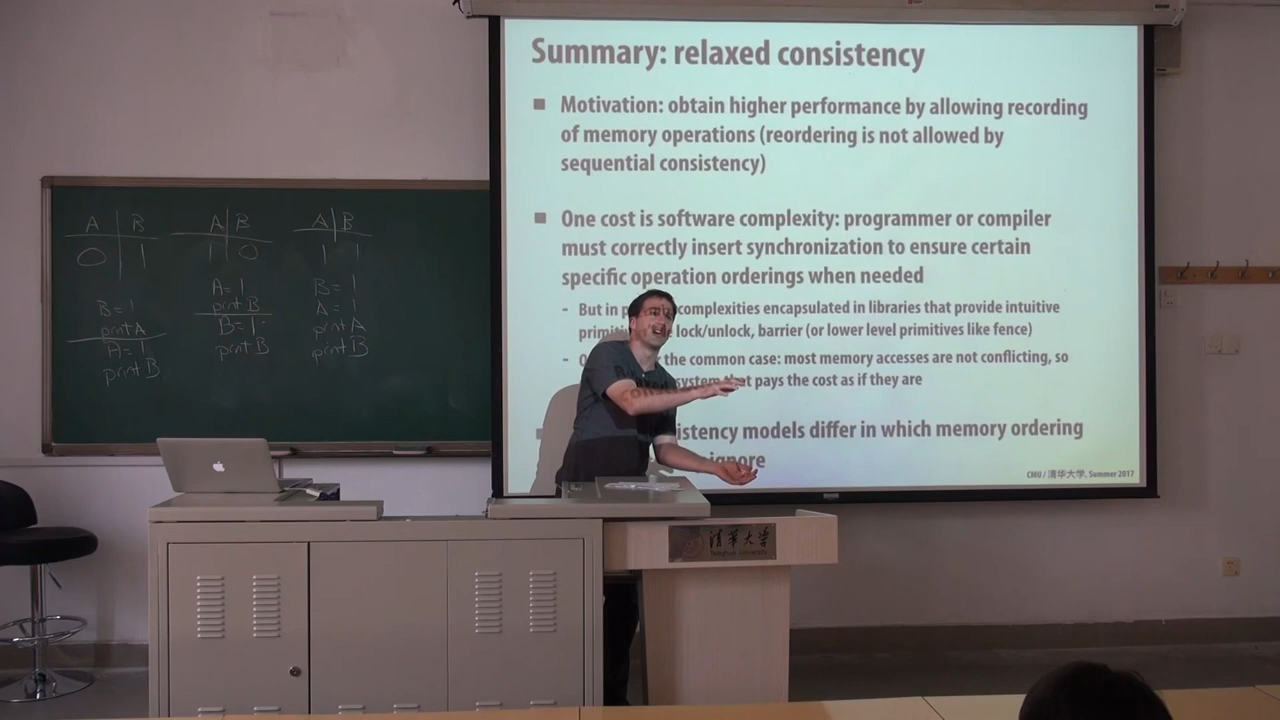 Summary: relaxed consistency
Motivation: obtain higher performance by allowing recording
of memory operations (reordering is not allowed by
sequential consistency)
One cost is software complexity: programmer or compiler
must correctly insert synchronization to ensure certain
specific operation orderings when needed
- But in complexities encapsulated in libraries that provide intuitive
lock/unlock, barrier (or lower level primitives like fence)
- the common case: most memory accesses are not conflicting, so
system that pays the cost as if they are
models differ in which memory ordering
ignore
CMU / 清华大学, Summer 2017
A B
0 1
B=1
print A
A=1
print B
A B
1 0
A=1
print B
B=1
print B
A B
1 1
B=1
A=1
print A
print B
清华大学
Tsinghua University